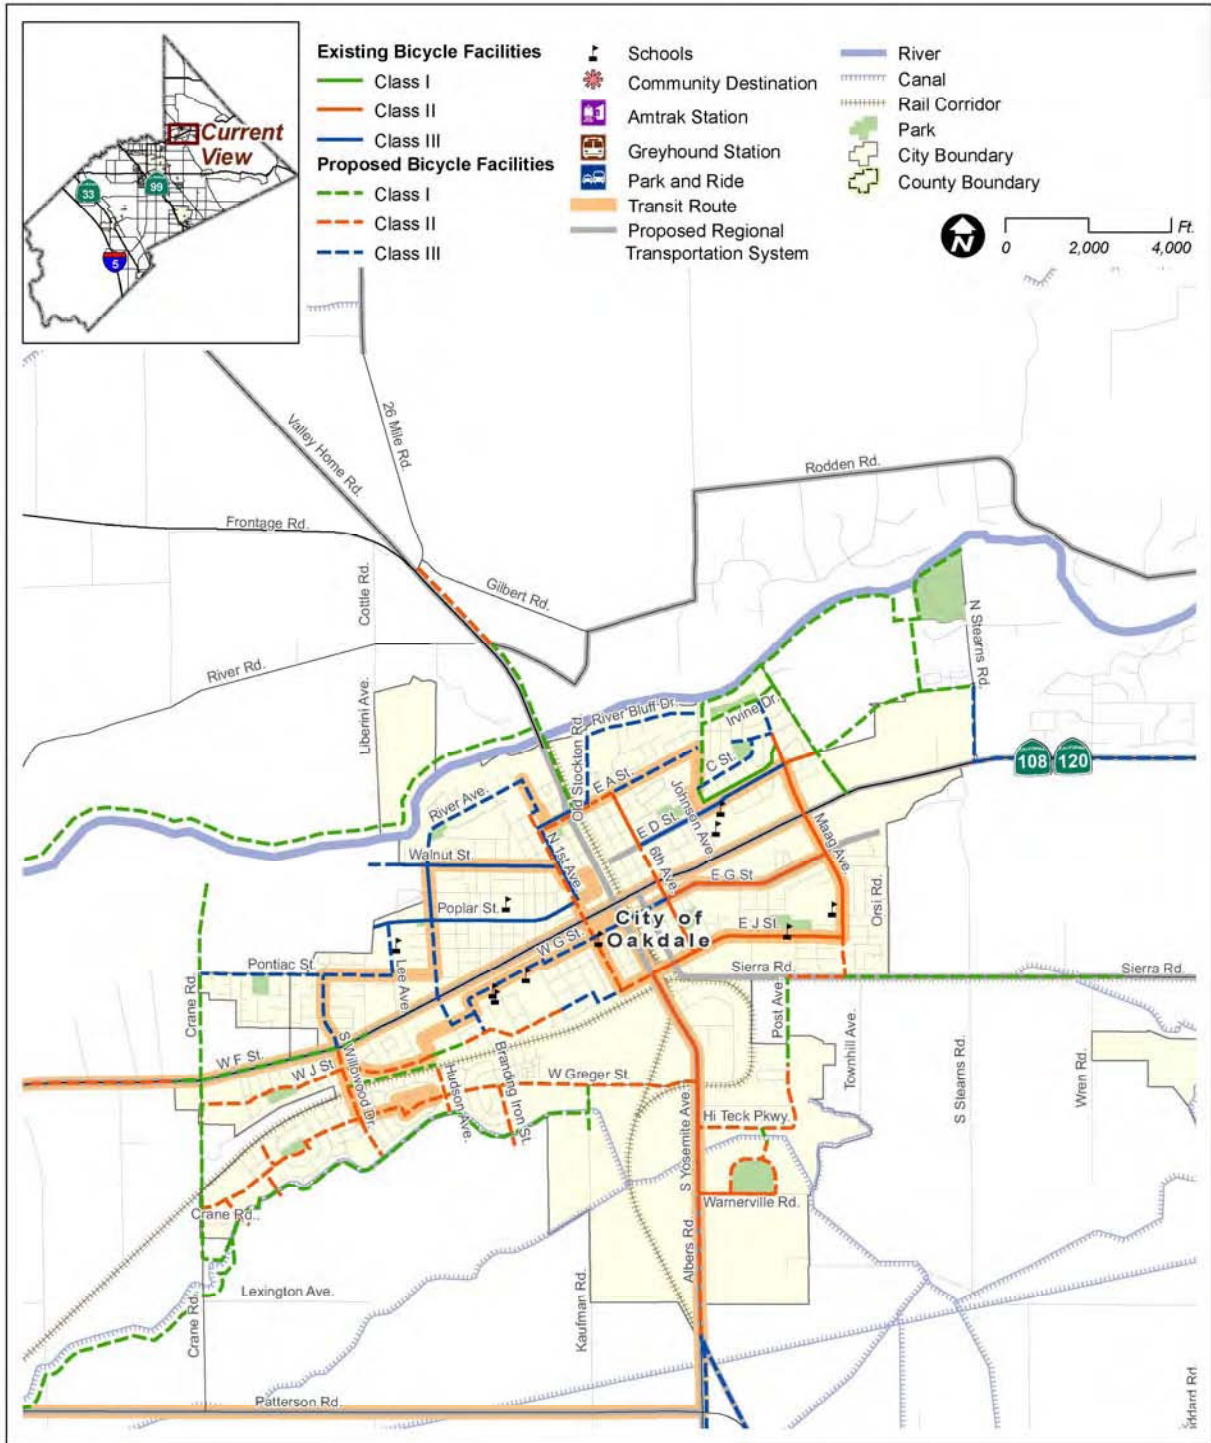 Current
View
33
99
5
Existing Bicycle Facilities
Class I
Class II
Class III
Proposed Bicycle Facilities
Class I
Class II
Class III
Schools
Community Destination
Amtrak Station
Greyhound Station
Park and Ride
Transit Route
Proposed Regional
Transportation System
River
Canal
Rail Corridor
Park
City Boundary
County Boundary
N
Ft.
0 2,000 4,000
Valley Home Rd.
26 Mile Rd.
Rodden Rd.
Frontage Rd.
Cottle Rd.
Gilbert Rd.
N Stearns Rd.
River Rd.
Liberini Ave.
Old Stockton Rd.
River Bluff Dr.
Irvine Dr.
CALIFORNIA
108
CALIFORNIA
120
C St.
E A St.
River Ave.
Johnson Ave.
E D St.
Maag Ave.
N 1st Ave.
Walnut St.
6th Ave.
E G St
Orsi Rd.
Poplar St.
City of
Oakdale
E J St.
W G St.
Pontiac St.
Lee Ave.
Sierra Rd.
Sierra Rd.
Crane Rd.
Post Ave.
Townhill Ave.
S Stearns Rd.
Wren Rd.
W F St.
S Willowood Dr.
W J St.
Hudson Ave.
Branding Iron St.
W Greger St.
Hi Teck Pkwy.
S Yosemite Ave.
Warnerville Rd.
Crane Rd.
Albers Rd.
Lexington Ave.
Kaufman Rd.
Crane Rd.
Patterson Rd.
ddard Rd.